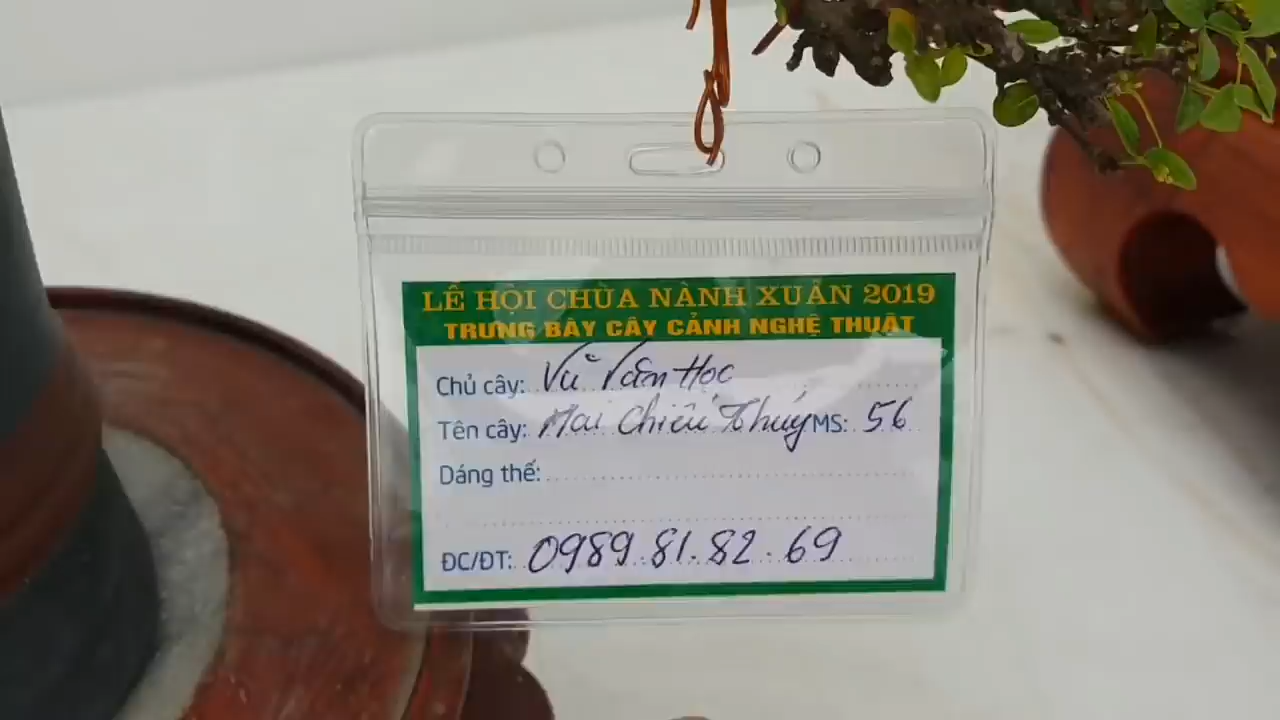 LỄ HỘI CHÙA NÀNH XUÂN 2019
TRƯNG BÀY CÂY CẢNH NGHỆ THUẬT
Chủ cây: Vũ Văn Học
Tên cây: Mai Chiếu Thủy MS: 56
Dáng thế:
ĐC/ĐT: 0989.81.82.69